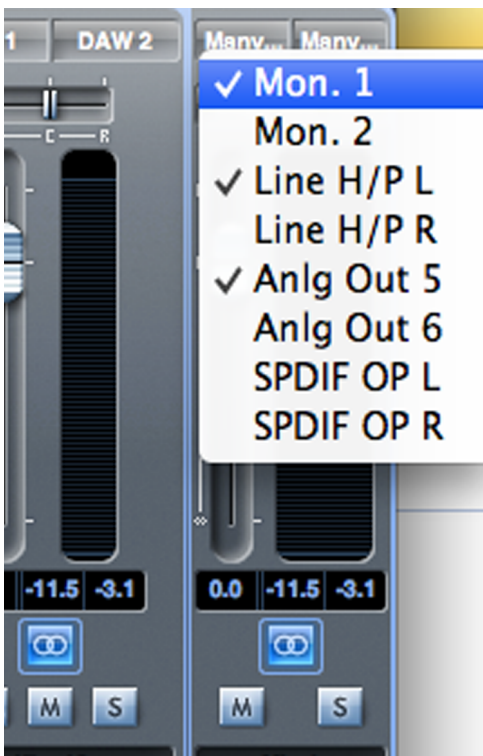 1 DAW 2 Many... Many...
✓ Mon. 1
Mon. 2
✓ Line H/P L
Line H/P R
✓ Anlg Out 5
Anlg Out 6
SPDIF OP L
SPDIF OP R
C R
∞
-11.5 -3.1 0.0 -11.5 -3.1
M S M S